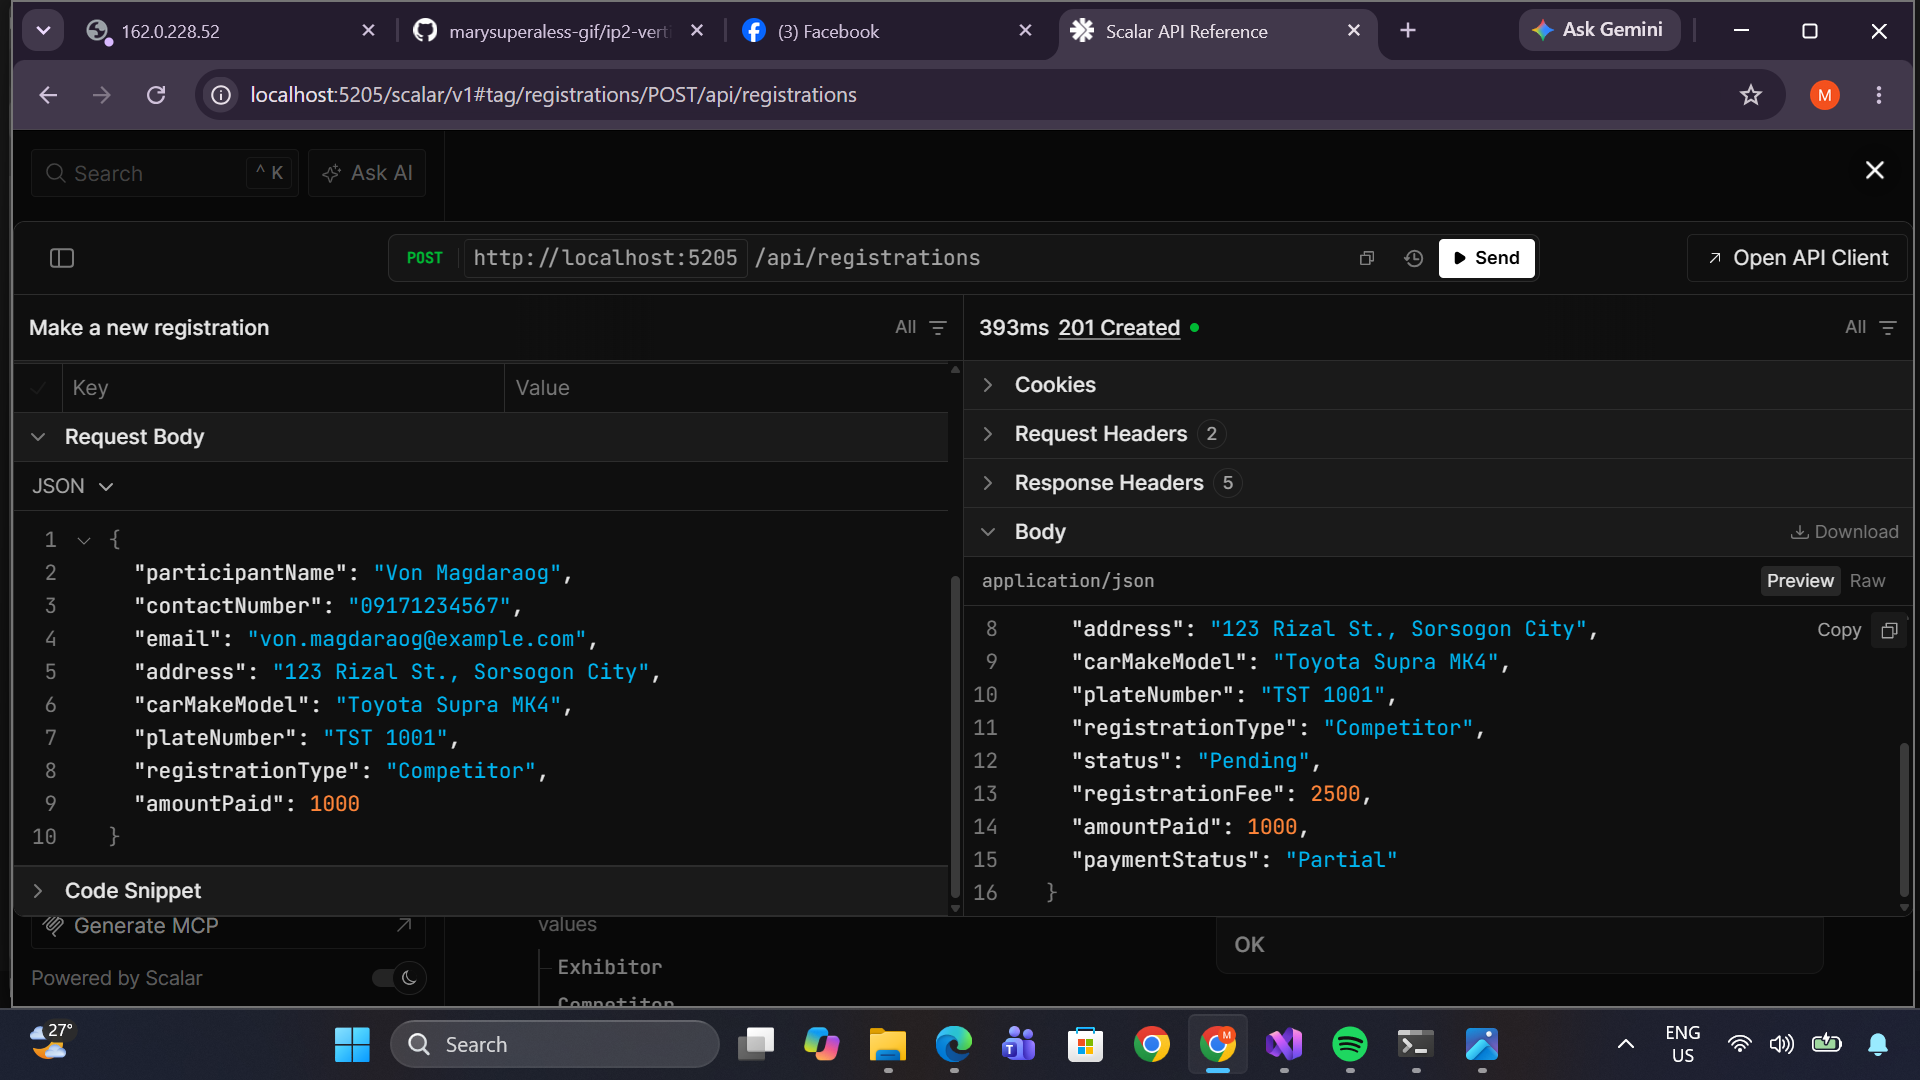 162.0.228.52
marysuperaless-gif/ip2-verti
(3) Facebook
Scalar API Reference
Ask Gemini
localhost:5205/scalar/v1#tag/registrations/POST/api/registrations
M
Search
^ K
Ask AI
POST
http://localhost:5205
/api/registrations
Send
Open API Client
Make a new registration
All
393ms 201 Created
All
Key
Value
Request Body
JSON
1 {
2 "participantName": "Von Magdaraog",
3 "contactNumber": "09171234567",
4 "email": "von.magdaraog@example.com",
5 "address": "123 Rizal St., Sorsogon City",
6 "carMakeModel": "Toyota Supra MK4",
7 "plateNumber": "TST 1001",
8 "registrationType": "Competitor",
9 "amountPaid": 1000
10 }
Code Snippet
Cookies
Request Headers 2
Response Headers 5
Body
Download
application/json
Preview
Raw
Copy
8 "address": "123 Rizal St., Sorsogon City",
9 "carMakeModel": "Toyota Supra MK4",
10 "plateNumber": "TST 1001",
11 "registrationType": "Competitor",
12 "status": "Pending",
13 "registrationFee": 2500,
14 "amountPaid": 1000,
15 "paymentStatus": "Partial"
16 }
Generate MCP
Powered by Scalar
values
Exhibitor
Competitor
OK
27°
Search
ENG
US